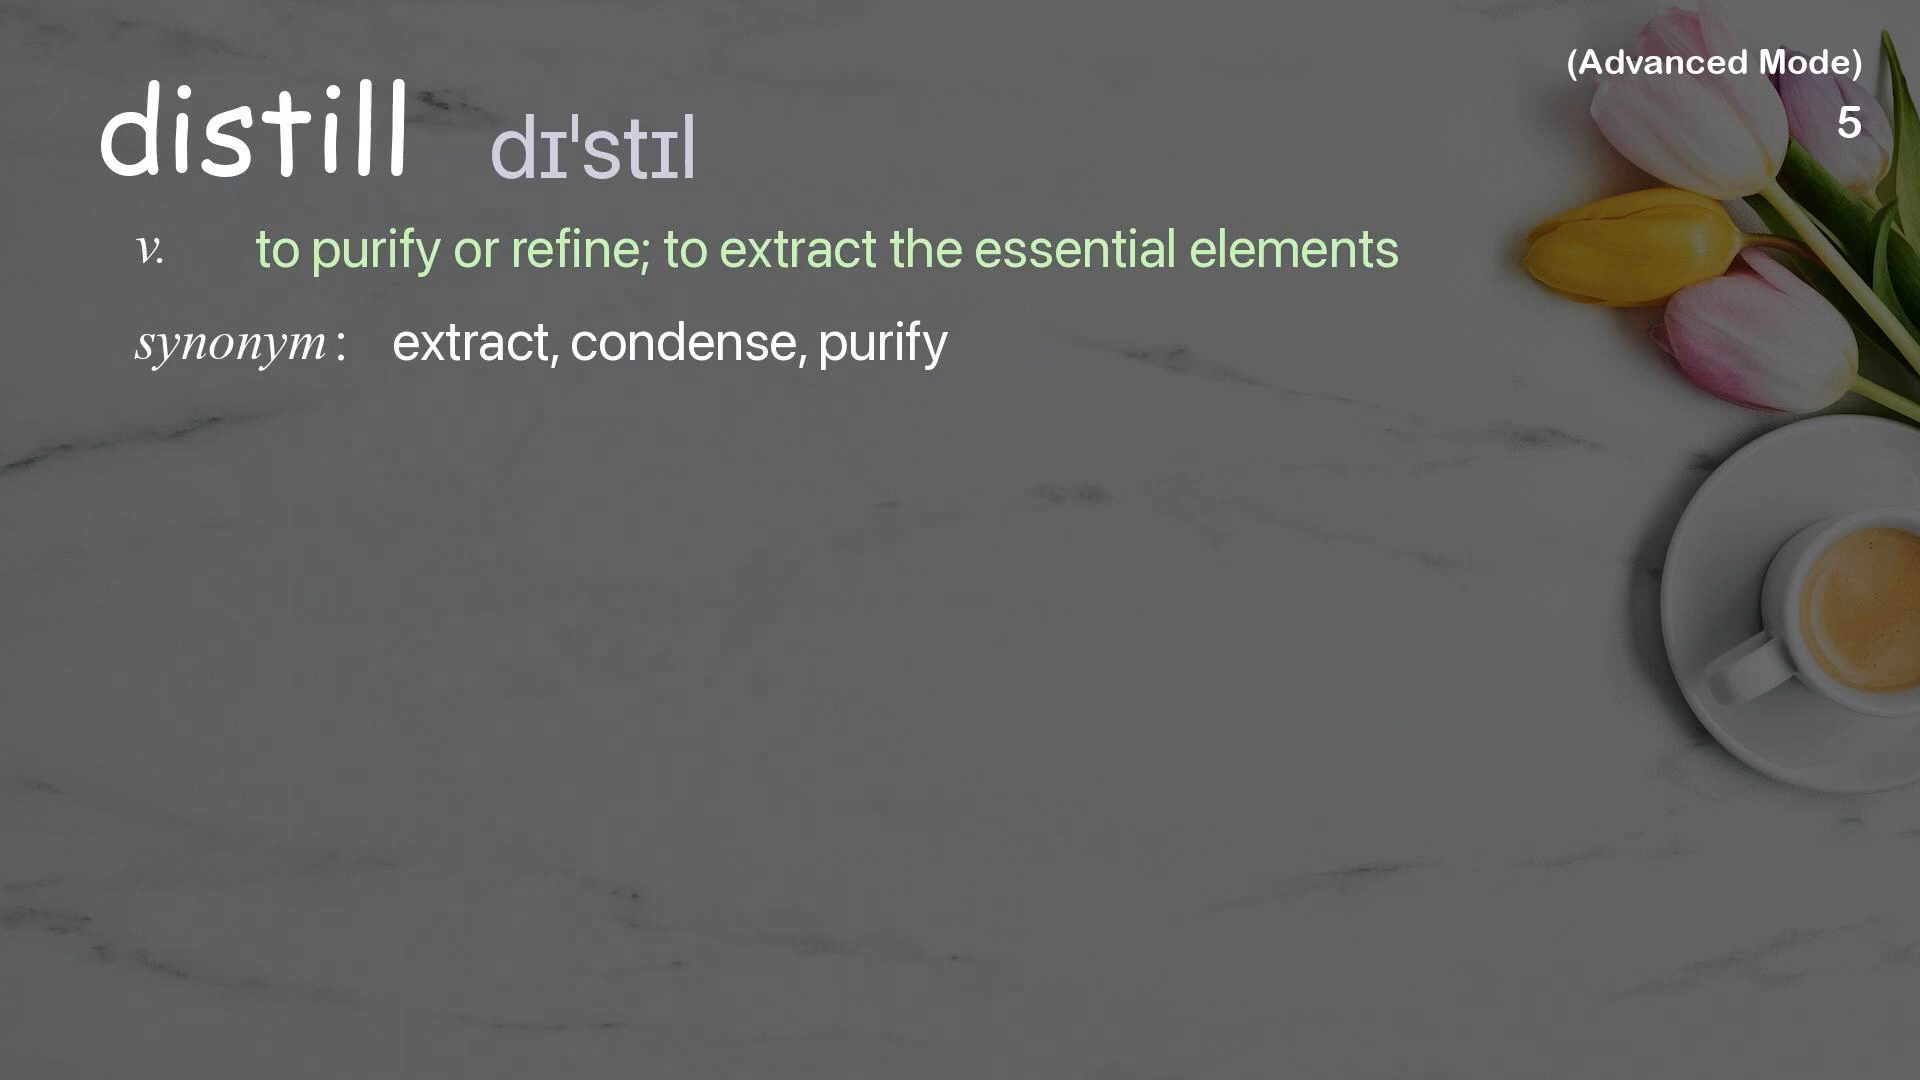 (Advanced Mode)
5
distill dɪˈstɪl
v. to purify or refine; to extract the essential elements
synonym : extract, condense, purify